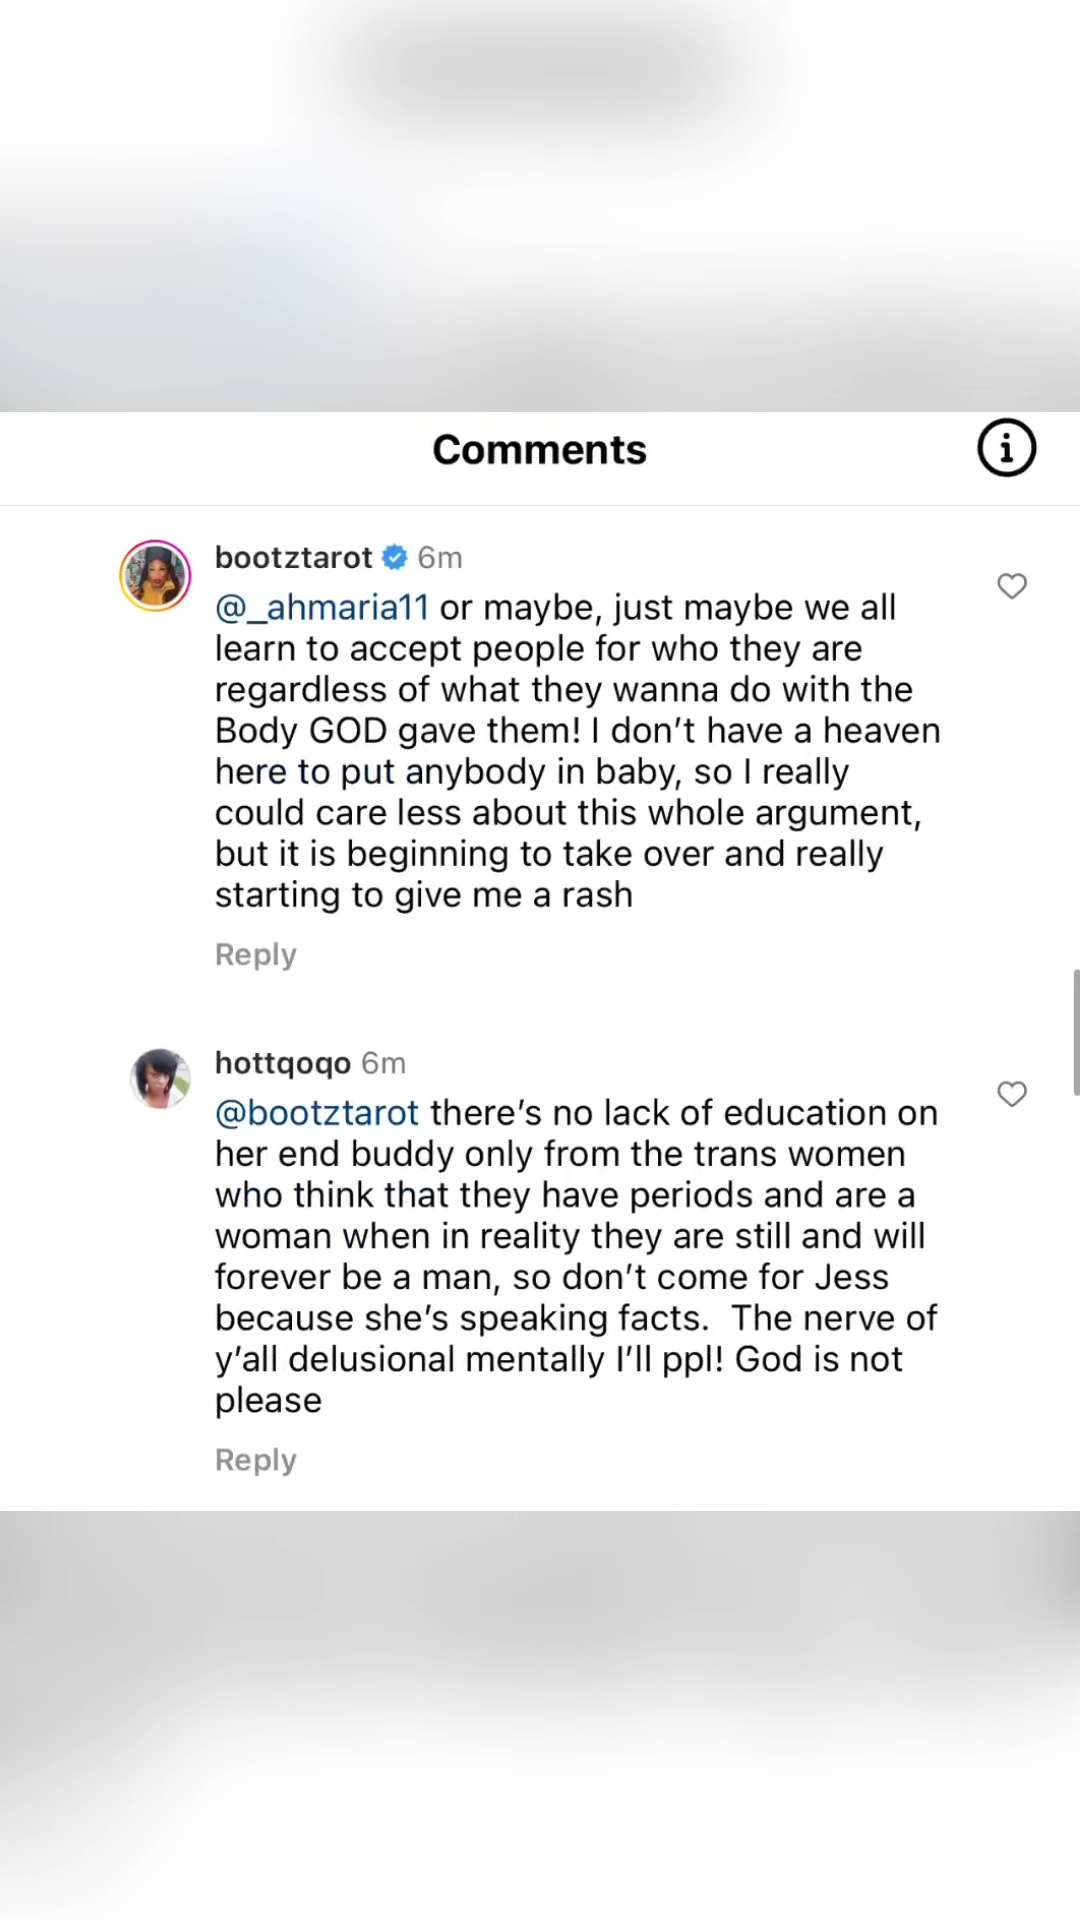 Comments
bootztarot 6m
@_ahmaria11 or maybe, just maybe we all
learn to accept people for who they are
regardless of what they wanna do with the
Body GOD gave them! I don’t have a heaven
here to put anybody in baby, so I really
could care less about this whole argument,
but it is beginning to take over and really
starting to give me a rash
Reply
hottqoqo 6m
@bootztarot there’s no lack of education on
her end buddy only from the trans women
who think that they have periods and are a
woman when in reality they are still and will
forever be a man, so don’t come for Jess
because she’s speaking facts.  The nerve of
y’all delusional mentally I’ll ppl! God is not
please
Reply